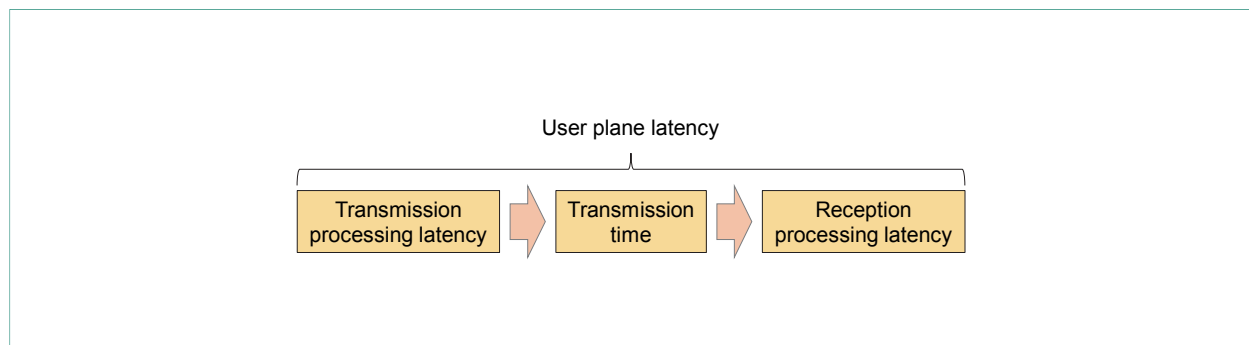 User plane latency
Transmission
processing latency
Transmission
time
Reception
processing latency